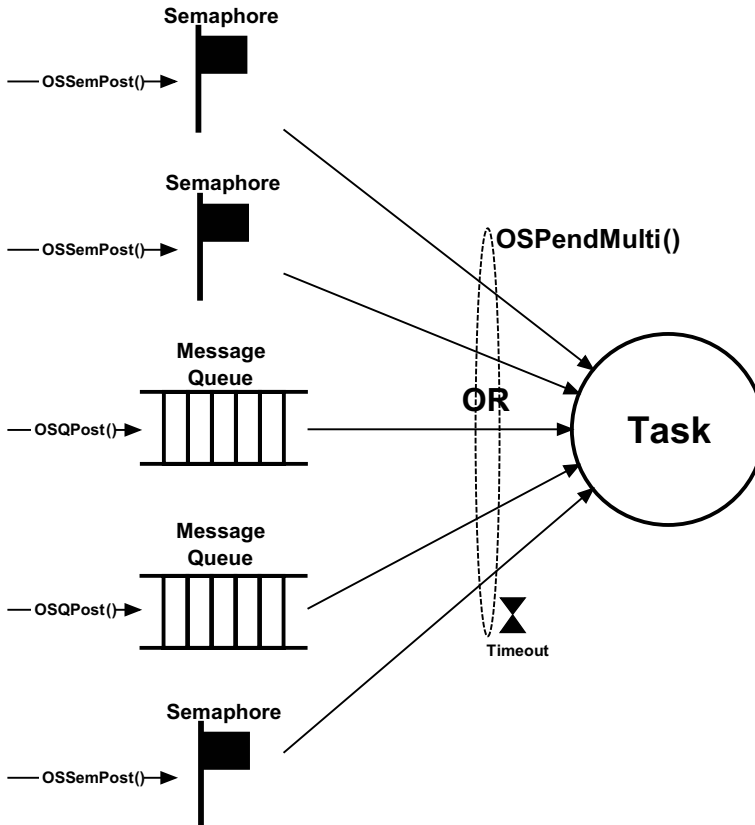 Semaphore
OSSemPost()
Semaphore
OSSemPost()
OSPendMulti()
Message
Queue
OSQPost()
OR
Task
Message
Queue
OSQPost()
Timeout
Semaphore
OSSemPost()